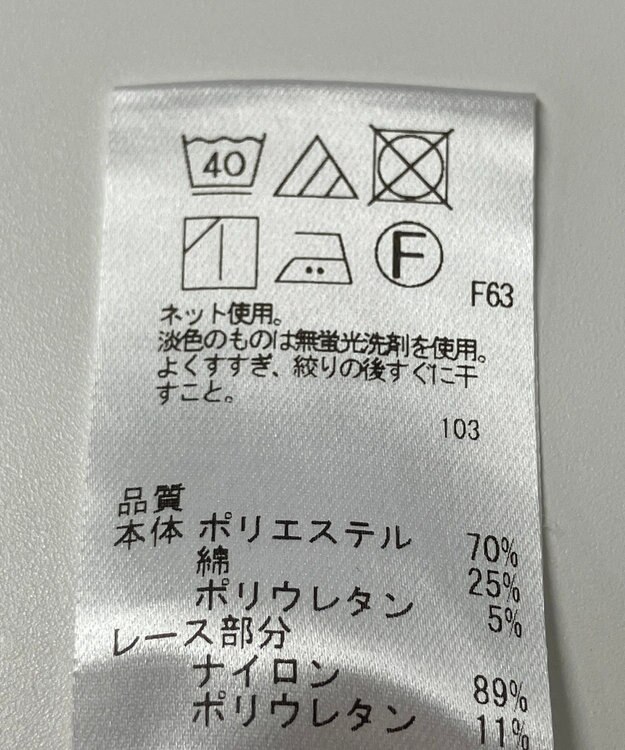 40
F
F63
ネット使用。
淡色のものは無蛍光洗剤を使用。
よくすすぎ、絞りの後すぐに干
すこと。
103
品質
本体 ポリエステル 70%
綿 25%
ポリウレタン 5%
レース部分
ナイロン 89%
ポリウレタン 11%